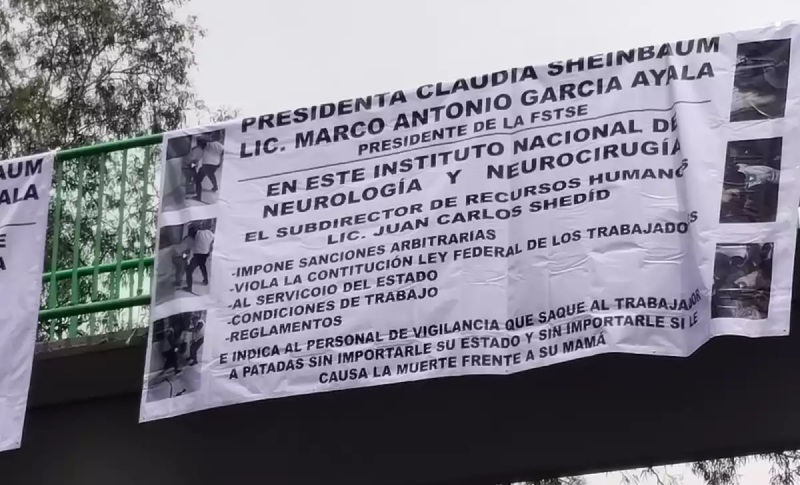 PRESIDENTA CLAUDIA SHEINBAUM
LIC. MARCO ANTONIO GARCIA AYALA
PRESIDENTE DE LA FSTSE
EN ESTE INSTITUTO NACIONAL DE
NEUROLOGÍA Y NEUROCIRUGÍA
EL SUBDIRECTOR DE RECURSOS HUMANOS
LIC. JUAN CARLOS SHEDÍD
-IMPONE SANCIONES ARBITRARIAS
-VIOLA LA CONTITUCIÓN LEY FEDERAL DE LOS TRABAJADORES
-AL SERVICOIO DEL ESTADO
-CONDICIONES DE TRABAJO
-REGLAMENTOS
E INDICA AL PERSONAL DE VIGILANCIA QUE SAQUE AL TRABAJADOR
A PATADAS SIN IMPORTARLE SU ESTADO Y SIN IMPORTARLE SI LE
CAUSA LA MUERTE FRENTE A SU MAMÁ
BAUM
YALA